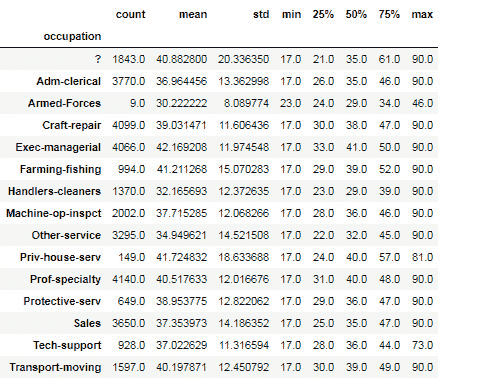 count mean std min 25% 50% 75% max
occupation
? 1843.0 40.882800 20.336350 17.0 21.0 35.0 61.0 90.0
Adm-clerical 3770.0 36.964456 13.362998 17.0 26.0 35.0 46.0 90.0
Armed-Forces 9.0 30.222222 8.089774 23.0 24.0 29.0 34.0 46.0
Craft-repair 4099.0 39.031471 11.606436 17.0 30.0 38.0 47.0 90.0
Exec-managerial 4066.0 42.169208 11.974548 17.0 33.0 41.0 50.0 90.0
Farming-fishing 994.0 41.211268 15.070283 17.0 29.0 39.0 52.0 90.0
Handlers-cleaners 1370.0 32.165693 12.372635 17.0 23.0 29.0 39.0 90.0
Machine-op-inspct 2002.0 37.715285 12.068266 17.0 28.0 36.0 46.0 90.0
Other-service 3295.0 34.949621 14.521508 17.0 22.0 32.0 45.0 90.0
Priv-house-serv 149.0 41.724832 18.633688 17.0 24.0 40.0 57.0 81.0
Prof-specialty 4140.0 40.517633 12.016676 17.0 31.0 40.0 48.0 90.0
Protective-serv 649.0 38.953775 12.822062 17.0 29.0 36.0 47.0 90.0
Sales 3650.0 37.353973 14.186352 17.0 25.0 35.0 47.0 90.0
Tech-support 928.0 37.022629 11.316594 17.0 28.0 36.0 44.0 73.0
Transport-moving 1597.0 40.197871 12.450792 17.0 30.0 39.0 49.0 90.0